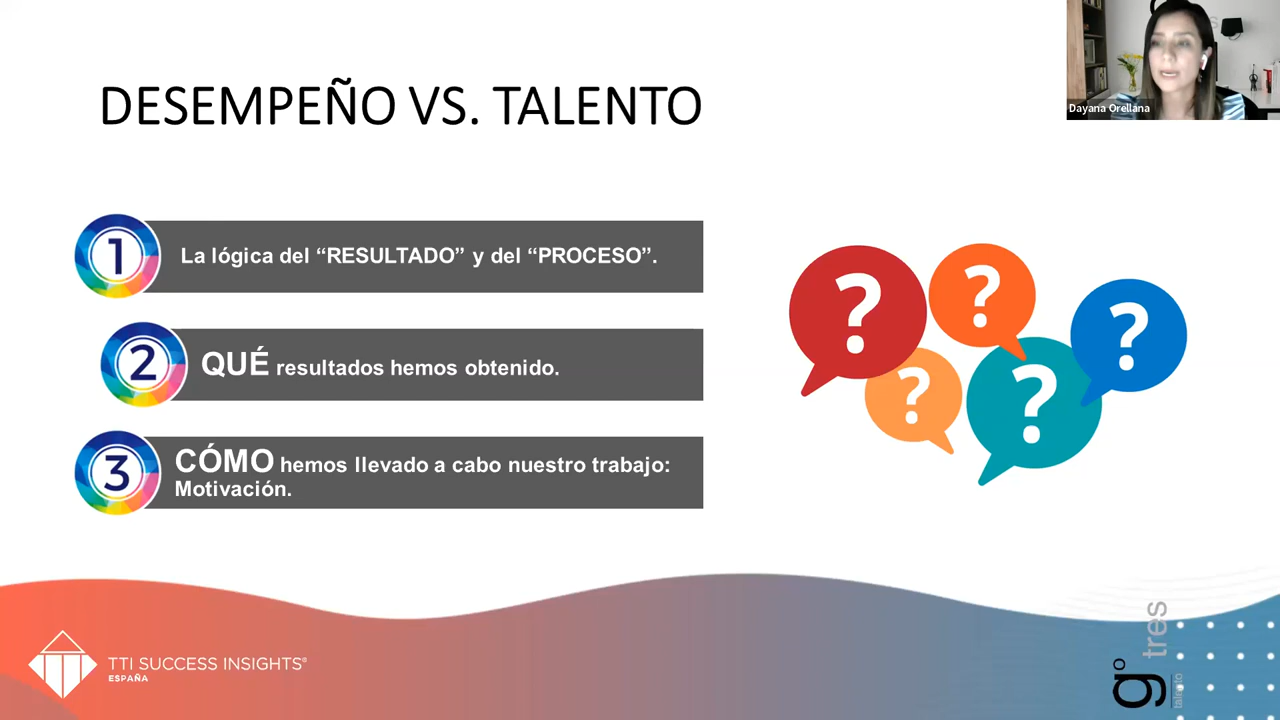 DESEMPEÑO VS. TALENTO
Dayana Orellana
1
La lógica del “RESULTADO” y del “PROCESO”.
2
QUÉ resultados hemos obtenido.
3
CÓMO hemos llevado a cabo nuestro trabajo:
Motivación.
?
?
?
?
?
TTI SUCCESS INSIGHTS®
ESPAÑA
g°
tres
talento